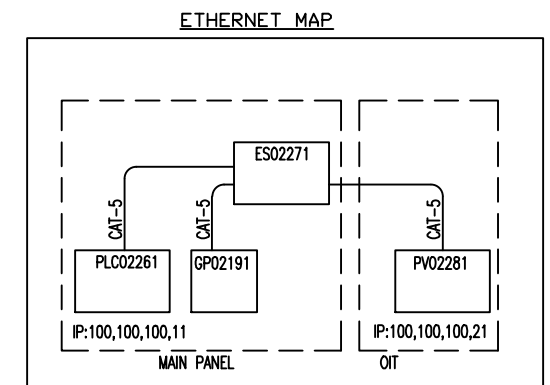 ETHERNET MAP
ES02271
CAT-5
CAT-5
CAT-5
PLC02261
GP02191
PV02281
IP:100,100,100,11
IP:100,100,100,21
MAIN PANEL
OIT